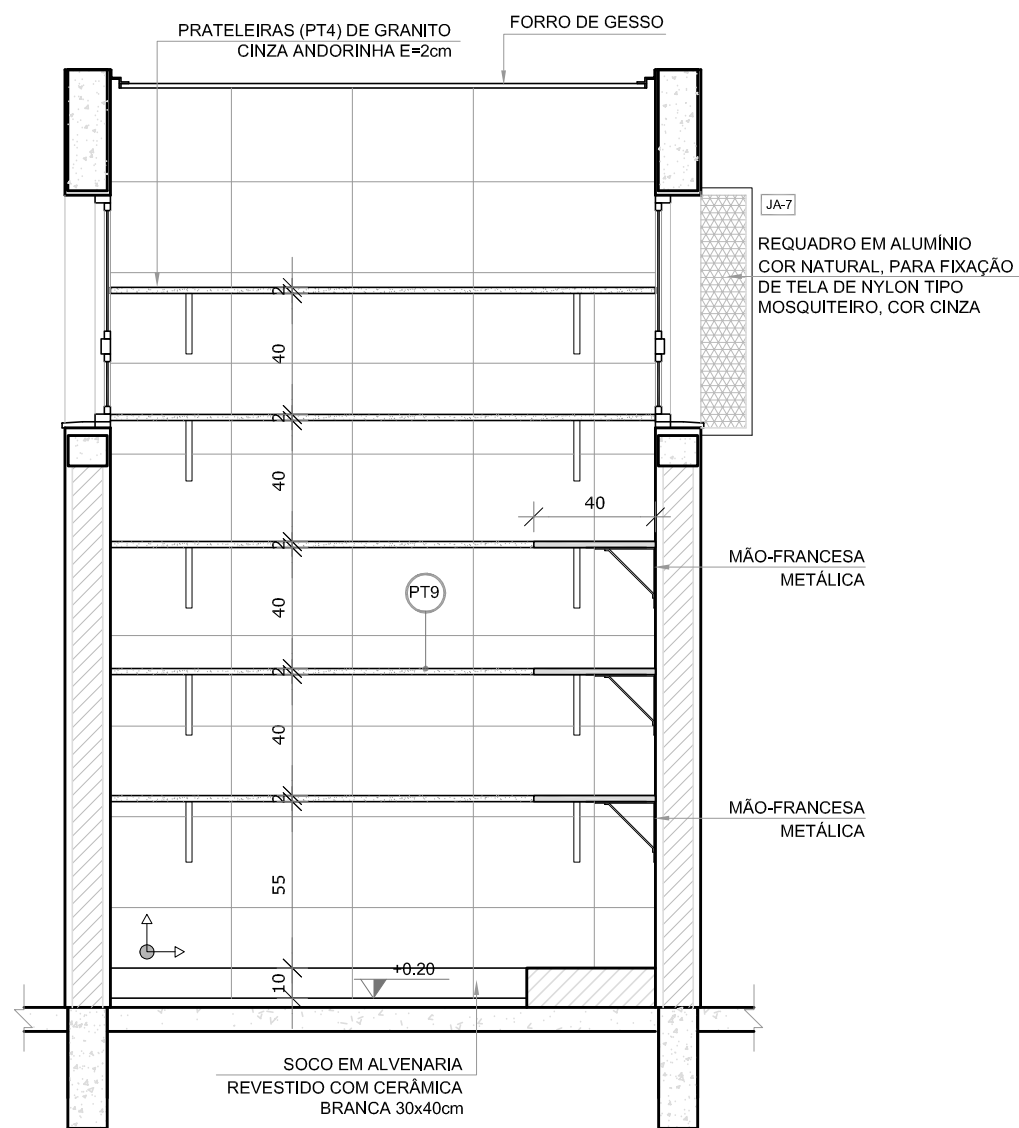 PRATELEIRAS (PT4) DE GRANITO
CINZA ANDORINHA E=2cm
FORRO DE GESSO
JA-7
REQUADRO EM ALUMÍNIO
COR NATURAL, PARA FIXAÇÃO
DE TELA DE NYLON TIPO
MOSQUITEIRO, COR CINZA
2
40
2
40
40
2
MÃO-FRANCESA
METÁLICA
40
PT9
2
40
2
MÃO-FRANCESA
METÁLICA
55
+0.20
10
SOCO EM ALVENARIA
REVESTIDO COM CERÂMICA
BRANCA 30x40cm